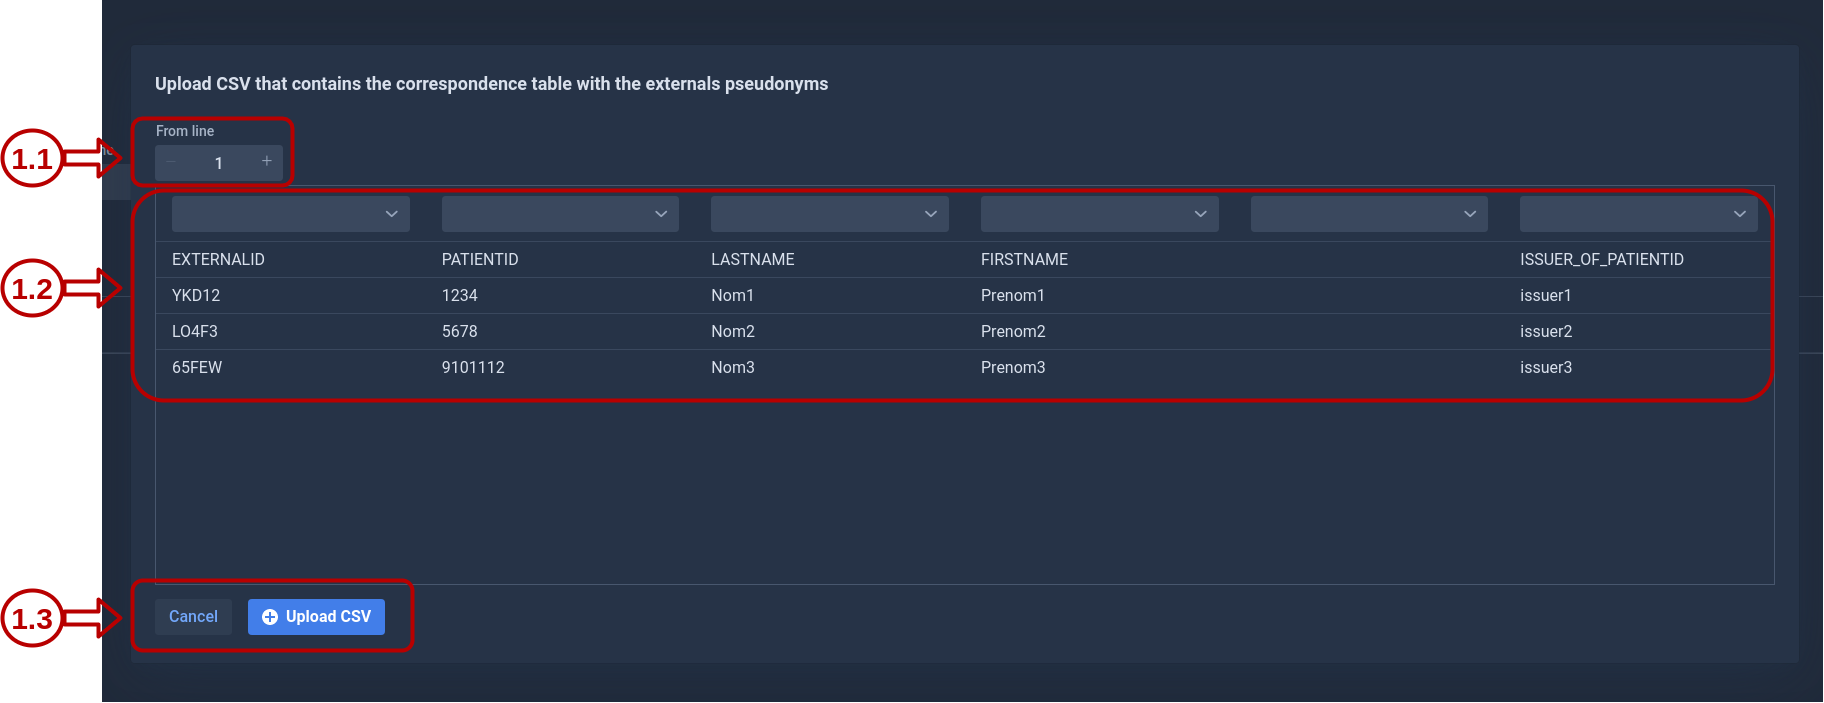 Upload CSV that contains the correspondence table with the externals pseudonyms
1.1
From line
1
EXTERNALID PATIENTID LASTNAME FIRSTNAME ISSUER_OF_PATIENTID
1.2
YKD12 1234 Nom1 Prenom1 issuer1
LO4F3 5678 Nom2 Prenom2 issuer2
65FEW 9101112 Nom3 Prenom3 issuer3
1.3
Cancel Upload CSV